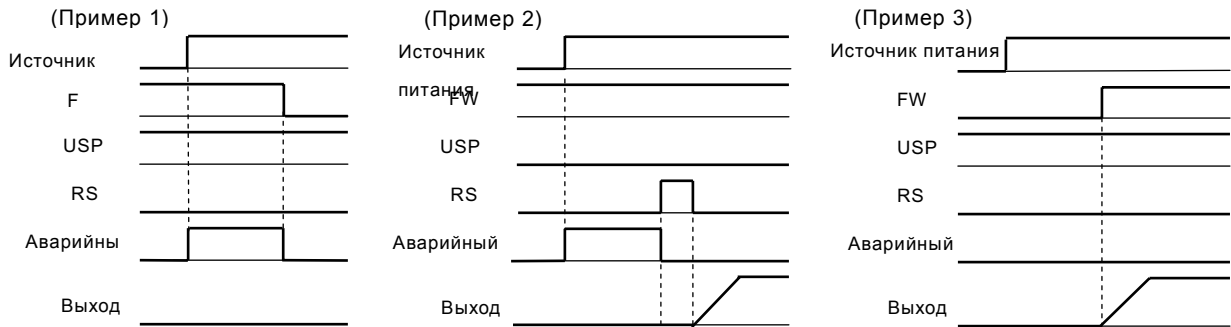 (Пример 1)
Источник
F
USP
RS
Аварийны
Выход
(Пример 2)
Источник
питания
FW
USP
RS
Аварийный
Выход
(Пример 3)
Источник питания
FW
USP
RS
Аварийный
Выход